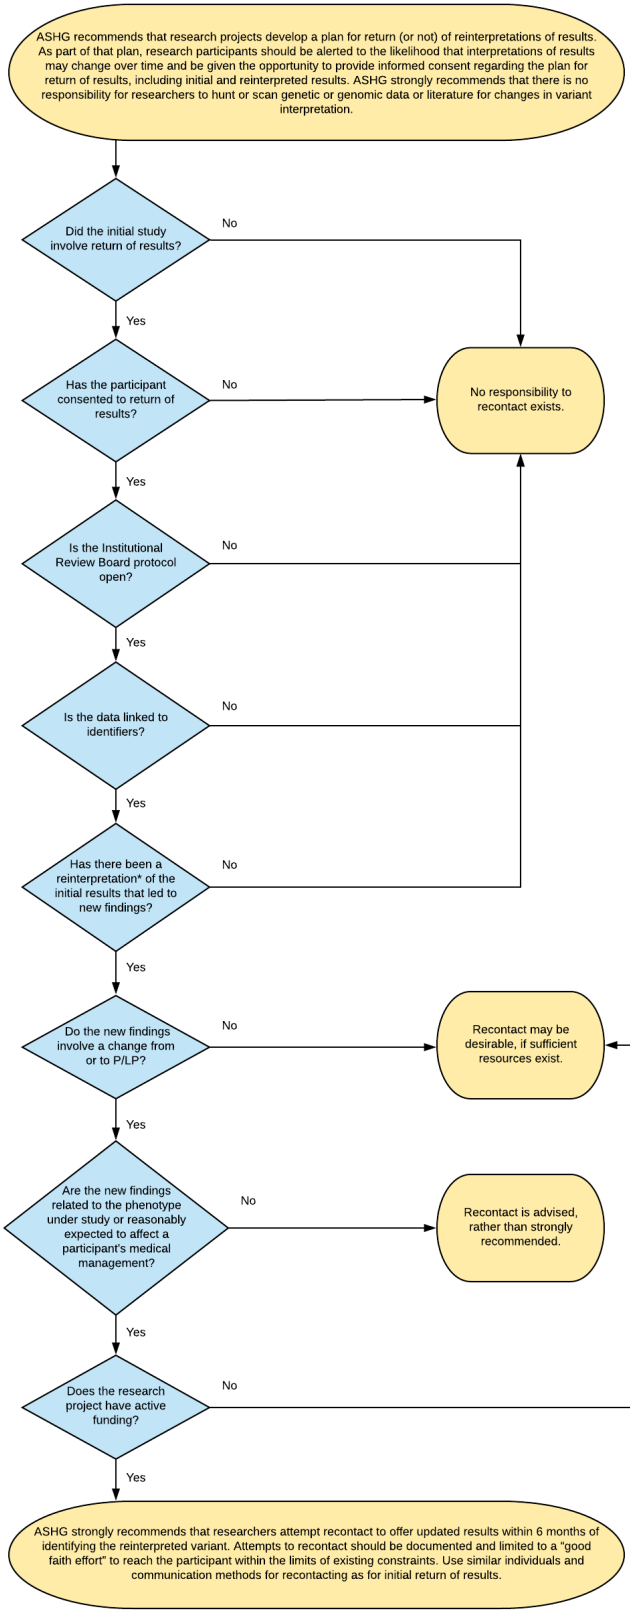 ASHG recommends that research projects develop a plan for return (or not) of reinterpretations of results.
As part of that plan, research participants should be alerted to the likelihood that interpretations of results
may change over time and be given the opportunity to provide informed consent regarding the plan for
return of results, including initial and reinterpreted results. ASHG strongly recommends that there is no
responsibility for researchers to hunt or scan genetic or genomic data or literature for changes in variant
interpretation.
Did the initial study
involve return of results?
No
Yes
Has the participant
consented to return of
results?
No
No responsibility to
recontact exists.
Yes
Is the Institutional
Review Board protocol
open?
No
Yes
Is the data linked to
identifiers?
No
Yes
Has there been a
reinterpretation* of the
initial results that led to
new findings?
No
Yes
Do the new findings
involve a change from
or to P/LP?
No
Recontact may be
desirable, if sufficient
resources exist.
Yes
Are the new findings
related to the phenotype
under study or reasonably
expected to affect a
participant's medical
management?
No
Recontact is advised,
rather than strongly
recommended.
Yes
Does the research
project have active
funding?
No
Yes
ASHG strongly recommends that researchers attempt recontact to offer updated results within 6 months of
identifying the reinterpreted variant. Attempts to recontact should be documented and limited to a “good
faith effort” to reach the participant within the limits of existing constraints. Use similar individuals and
communication methods for recontacting as for initial return of results.